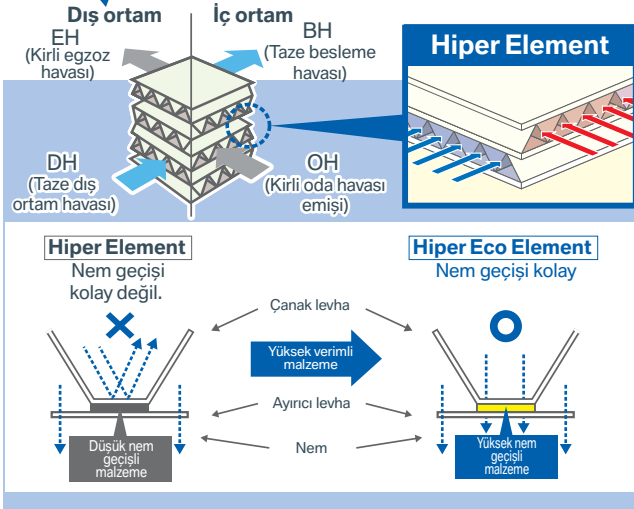 Dış ortam
İç ortam
EH
(Kirli egzoz
havası)
BH
(Taze besleme
havası)
DH
(Taze dış
ortam havası)
OH
(Kirli oda havası
emişi)
Hiper Element
Hiper Element
Nem geçişi
kolay değil.
Hiper Eco Element
Nem geçişi kolay
Çanak levha
Yüksek verimli
malzeme
Ayırıcı levha
Nem
Düşük nem
geçişli
malzeme
Yüksek nem
geçişli
malzeme